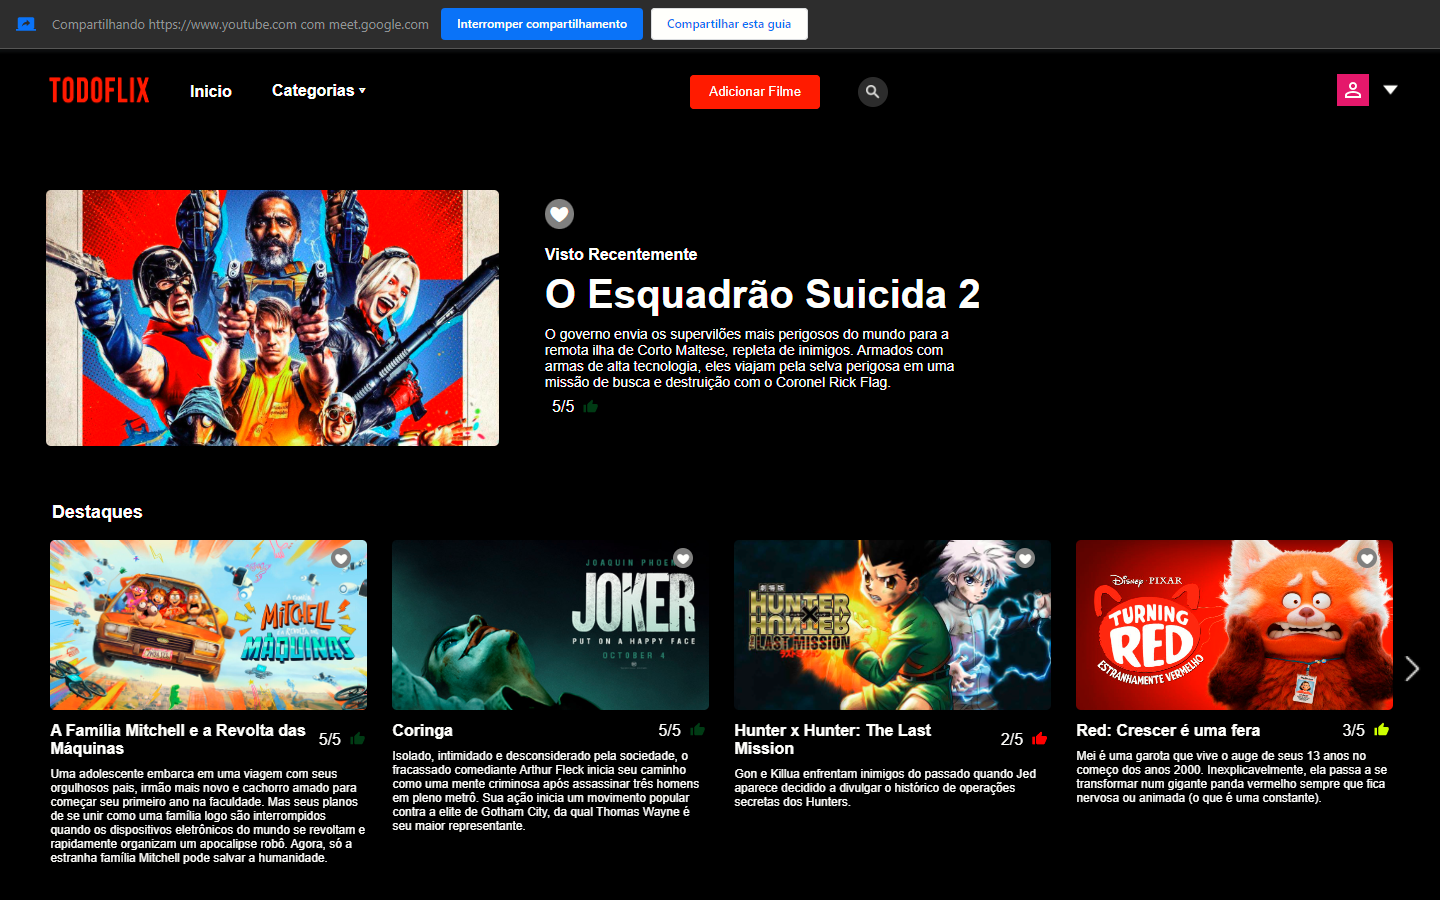 Compartilhando https://www.youtube.com com meet.google.com
Interromper compartilhamento
Compartilhar esta guia
TODOFLIX
Inicio
Categorias
Adicionar Filme
Visto Recentemente
O Esquadrão Suicida 2
O governo envia os supervilões mais perigosos do mundo para a
remota ilha de Corto Maltese, repleta de inimigos. Armados com
armas de alta tecnologia, eles viajam pela selva perigosa em uma
missão de busca e destruição com o Coronel Rick Flag.
5/5
Destaques
MITCHELL
MÁQUINAS
A Família Mitchell e a Revolta das
Máquinas
5/5
Uma adolescente embarca em uma viagem com seus
orgulhosos pais, irmão mais novo e cachorro amado para
começar seu primeiro ano na faculdade. Mas seus planos
de se unir como uma família logo são interrompidos
quando os dispositivos eletrônicos do mundo se revoltam e
rapidamente organizam um apocalipse robô. Agora, só a
estranha família Mitchell pode salvar a humanidade.
JOAQUIN PHOEN
JOKER
PUT ON A HAPPY FACE
OCTOBER 4
Coringa
5/5
Isolado, intimidado e desconsiderado pela sociedade, o
fracassado comediante Arthur Fleck inicia seu caminho
como uma mente criminosa após assassinar três homens
em pleno metrô. Sua ação inicia um movimento popular
contra a elite de Gotham City, da qual Thomas Wayne é
seu maior representante.
劇場版
HUNTER
X
HUNTER
THE LAST MISSION
Hunter x Hunter: The Last
Mission
2/5
Gon e Killua enfrentam inimigos do passado quando Jed
aparece decidido a divulgar o histórico de operações
secretas dos Hunters.
Disney · PIXAR
TURNING
RED
ESTRANHAMENTE VERMELHO
Red: Crescer é uma fera
3/5
Mei é uma garota que vive o auge de seus 13 anos no
começo dos anos 2000. Inexplicavelmente, ela passa a se
transformar num gigante panda vermelho sempre que fica
nervosa ou animada (o que é uma constante).